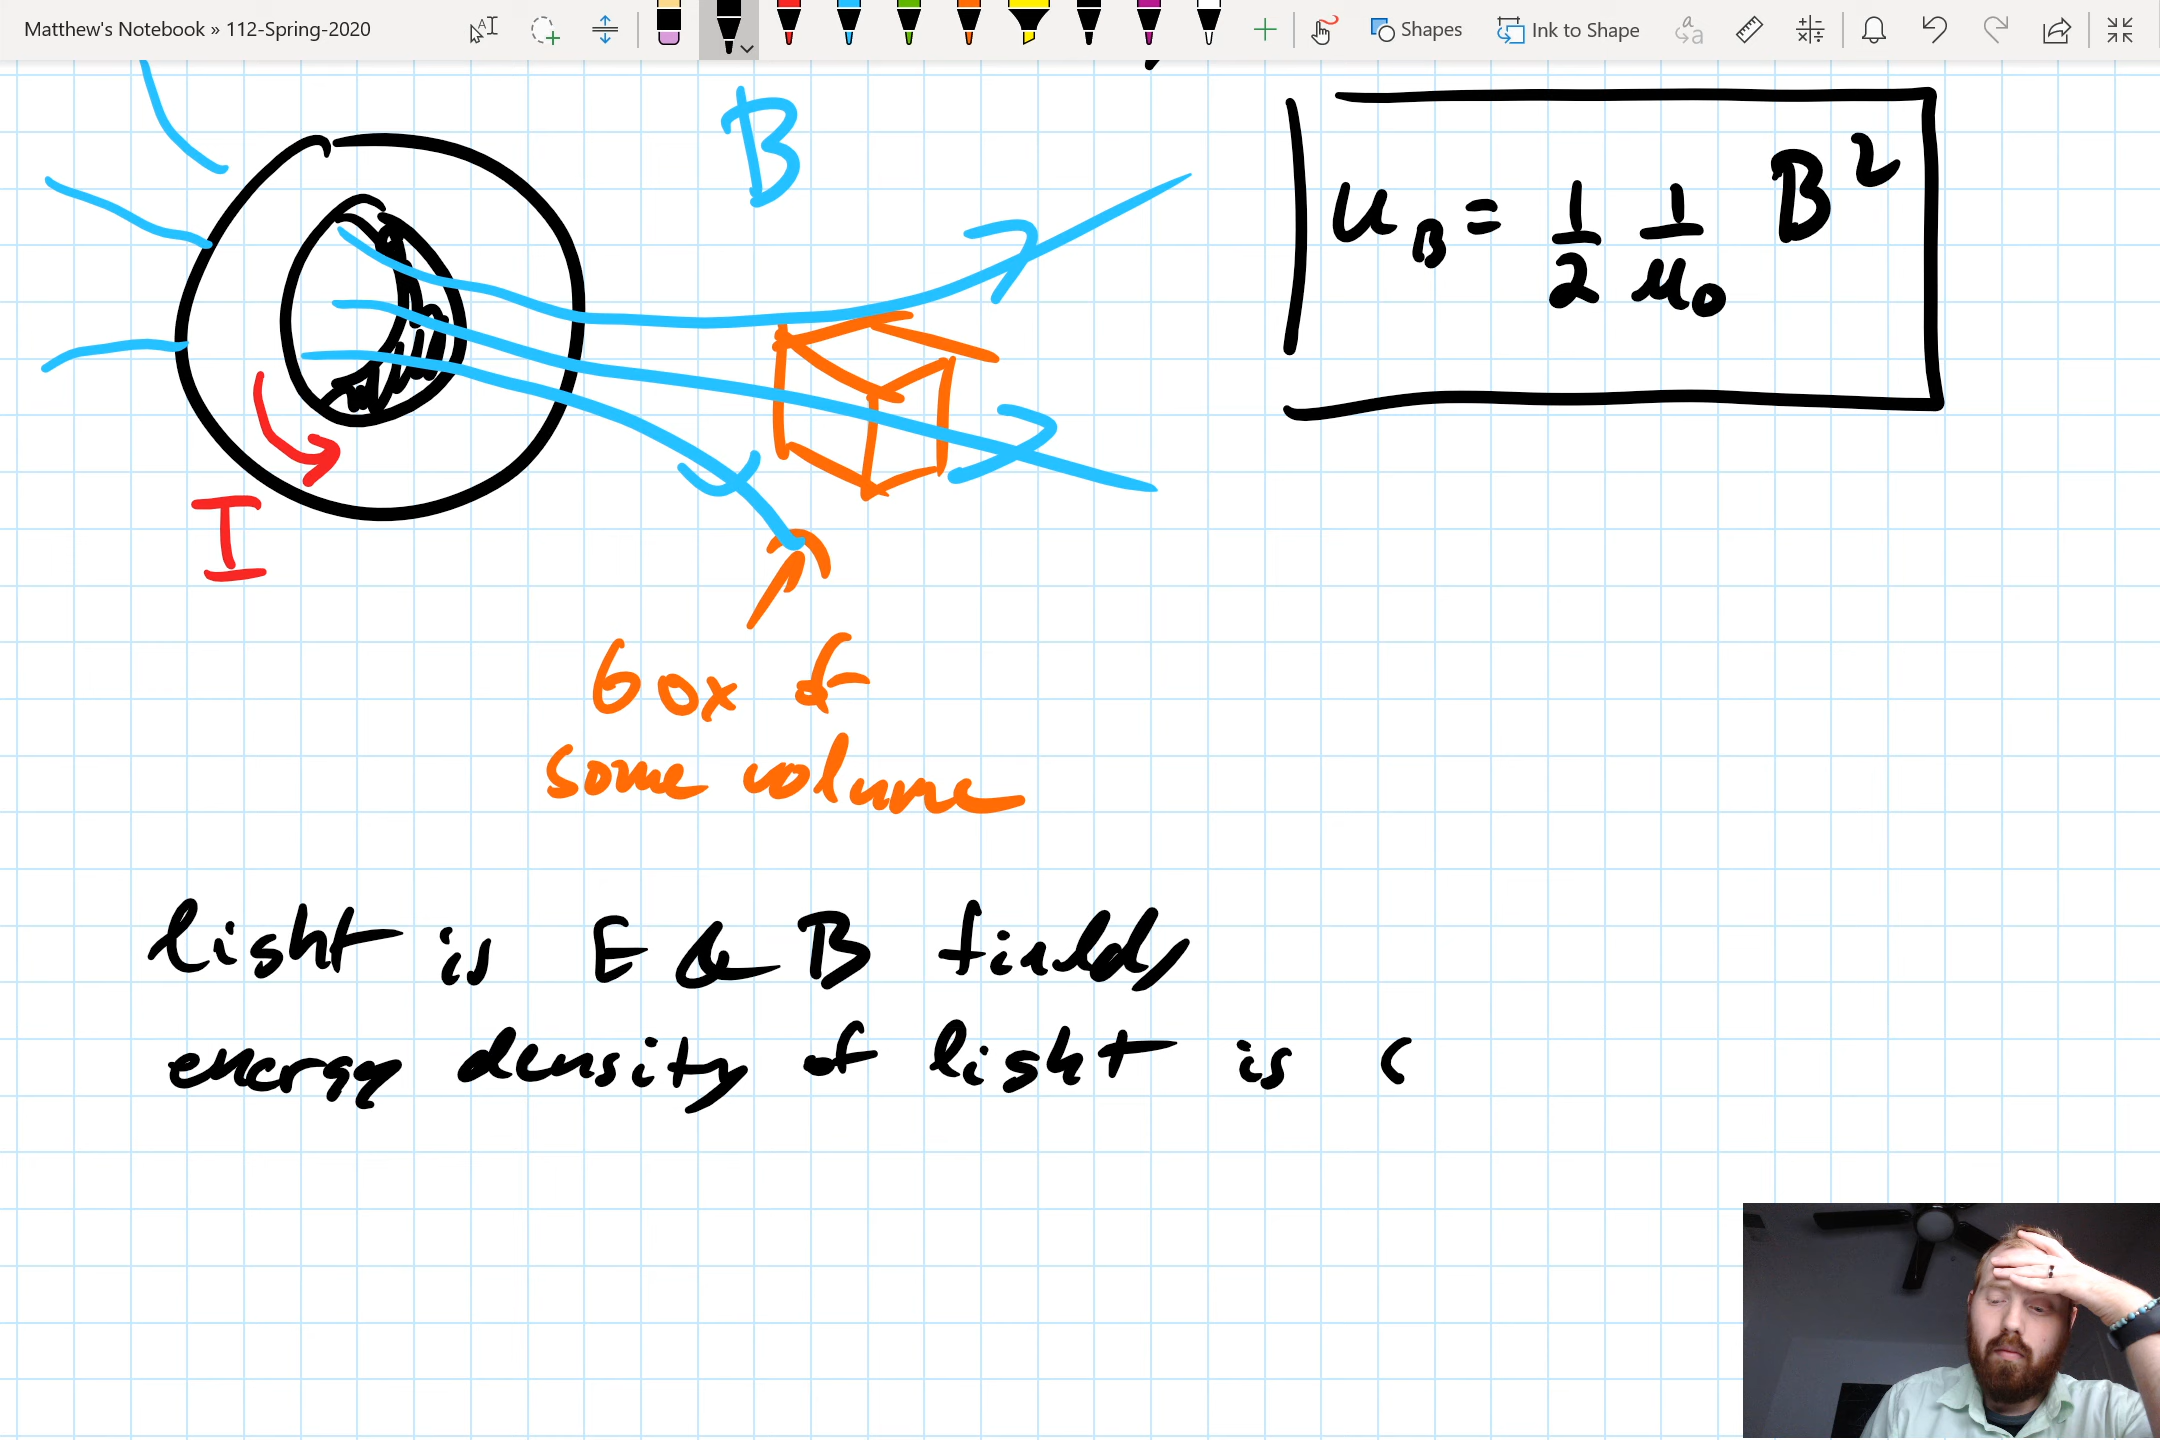 Matthew's Notebook » 112-Spring-2020
Shapes
Ink to Shape
B
u_B = 1/2 1/μ₀ B²
I
box of
some volume
light is E & B fields
energy density of light is